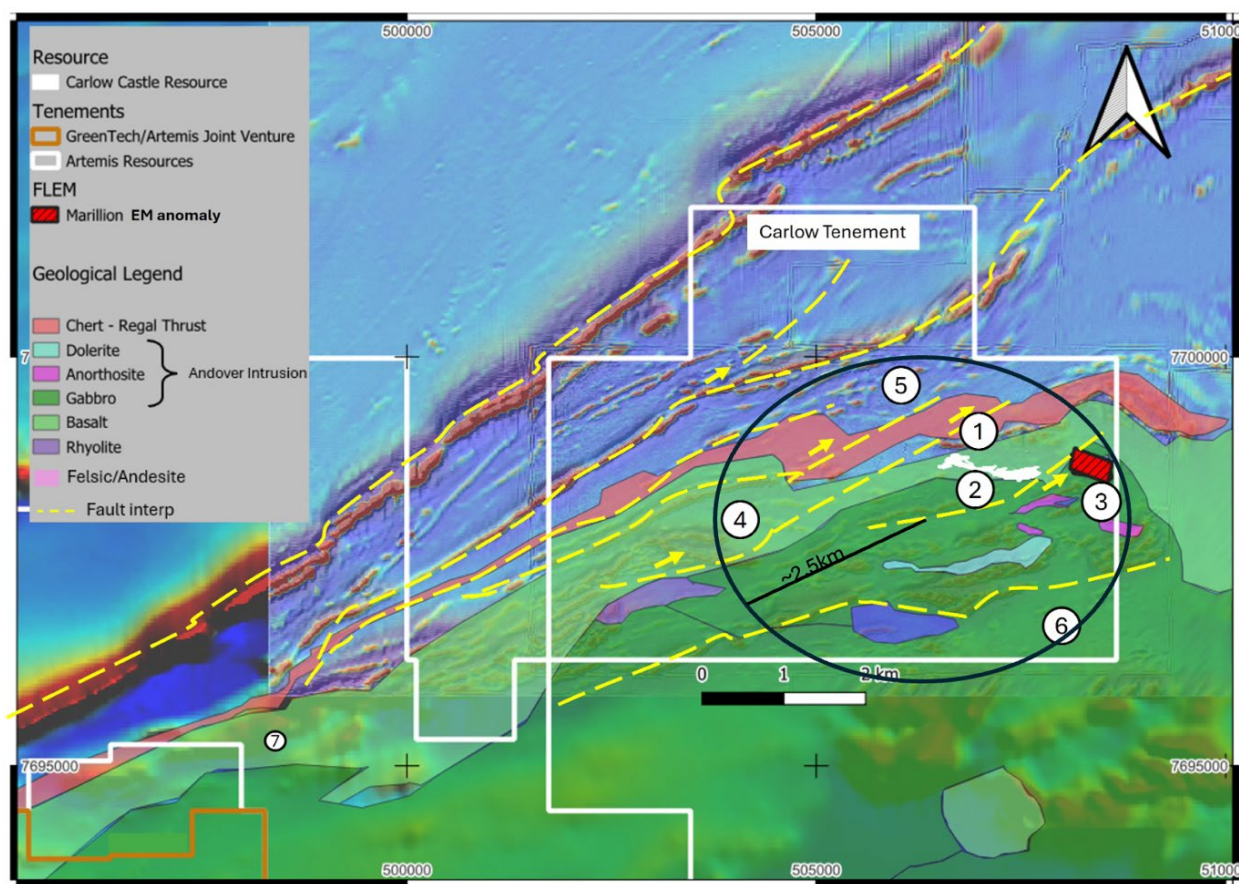 500000
505000
51000
Resource
Carlow Castle Resource
Tenements
GreenTech/Artemis Joint Venture
Artemis Resources
FLEM
Marillion EM anomaly
Geological Legend
Chert - Regal Thrust
Dolerite
Anorthosite
Andover Intrusion
Gabbro
Basalt
Rhyolite
Felsic/Andesite
Fault interp
Carlow Tenement
7700000
5
1
2
3
4
~2.5km
6
0 1 2 km
7
7695000
7695000
500000
505000
51000